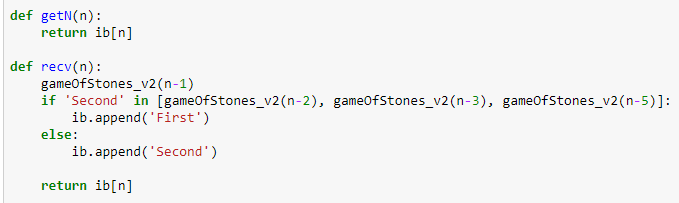 def getN(n):
    return ib[n]

def recv(n):
    gameOfStones_v2(n-1)
    if 'Second' in [gameOfStones_v2(n-2), gameOfStones_v2(n-3), gameOfStones_v2(n-5)]:
        ib.append('First')
    else:
        ib.append('Second')

    return ib[n]